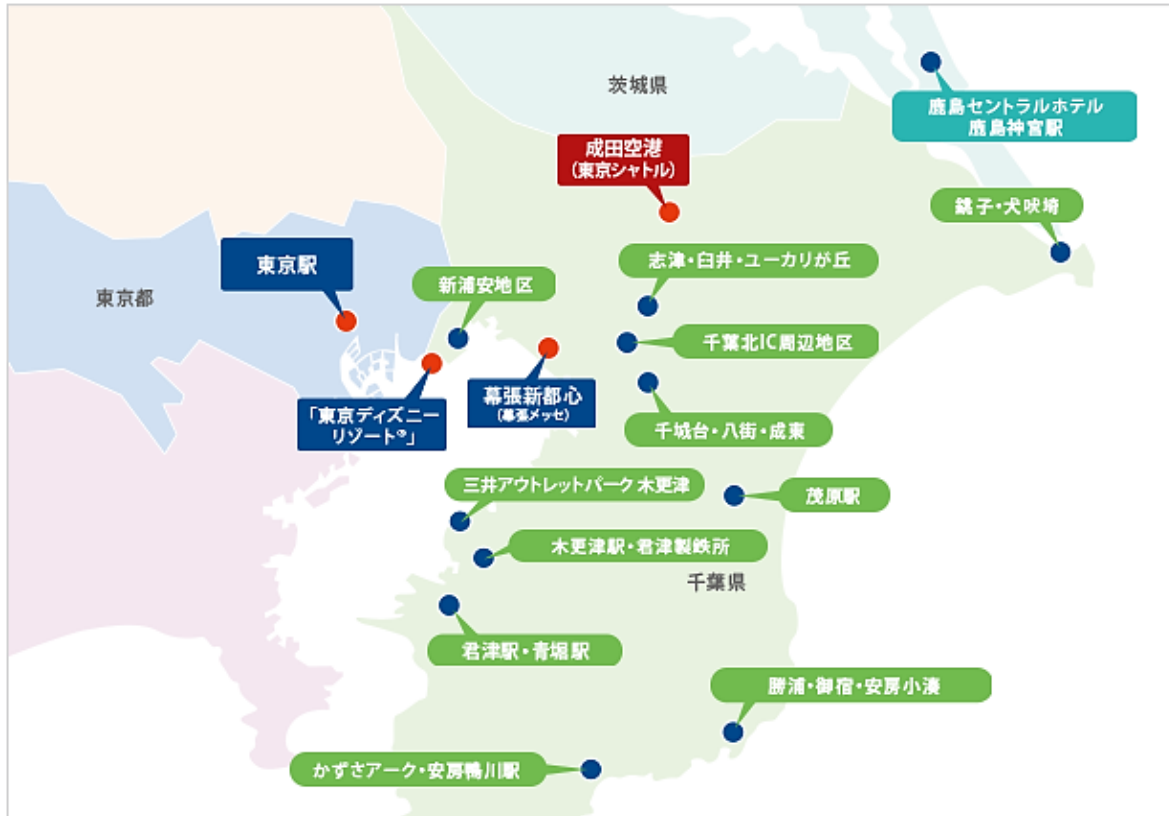 茨城県
鹿島セントラルホテル
鹿島神宮駅
成田空港
(東京シャトル)
銚子・犬吠埼
東京駅
志津・臼井・ユーカリが丘
新浦安地区
東京都
千葉北IC周辺地区
幕張新都心
(幕張メッセ)
「東京ディズニー
リゾート®」
千城台・八街・成東
三井アウトレットパーク 木更津
茂原駅
木更津駅・君津製鉄所
千葉県
君津駅・青堀駅
勝浦・御宿・安房小湊
かずさアーク・安房鴨川駅